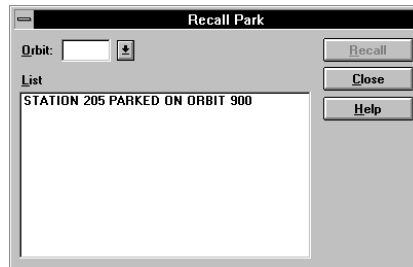 Recall Park
Orbit:
Recall
List
Close
STATION 205 PARKED ON ORBIT 900
Help